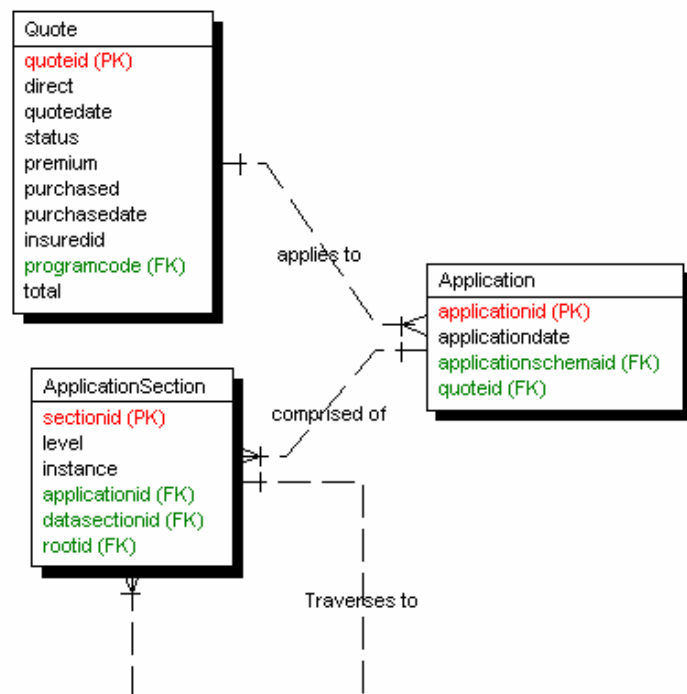 Quote
quoteid (PK)
direct
quotedate
status
premium
purchased
purchasedate
insuredid
programcode (FK)
total
applies to
Application
applicationid (PK)
applicationdate
applicationschemaid (FK)
quoteid (FK)
ApplicationSection
sectionid (PK)
level
instance
applicationid (FK)
datasectionid (FK)
rootid (FK)
comprised of
Traverses to